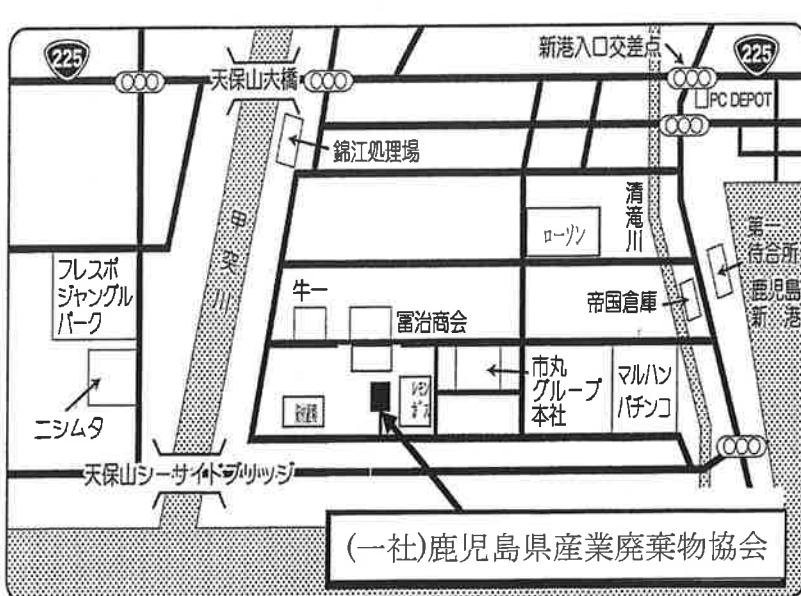 225
天保山大橋
新港入口交差点
225
PC DEPOT
錦江処理場
甲突川
清滝川
ローソン
第一
待合所
鹿児島
新港
フレスポ
ジャングル
パーク
牛一
冨治商会
帝国倉庫
ニシムタ
市丸
グループ
本社
マルハン
パチンコ
天保山シーサイドブリッジ
(一社)鹿児島県産業廃棄物協会